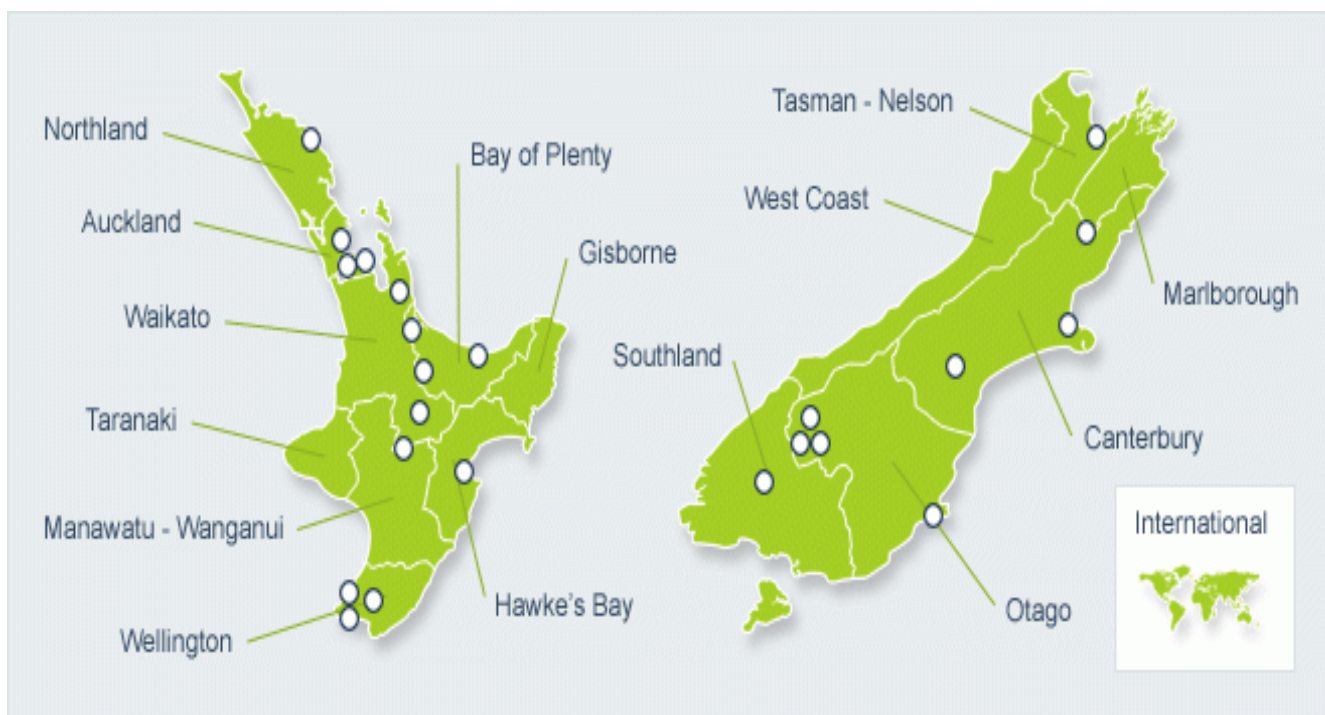 Northland
Auckland
Waikato
Taranaki
Manawatu - Wanganui
Wellington
Bay of Plenty
Gisborne
Hawke's Bay
Tasman - Nelson
West Coast
Southland
Marlborough
Canterbury
Otago
International